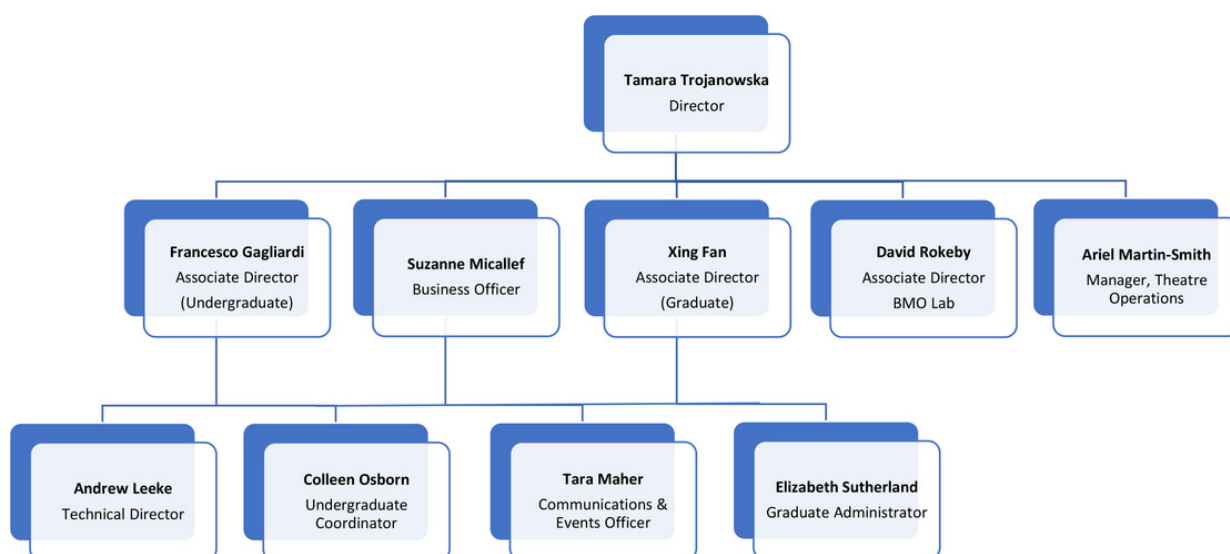 Tamara Trojanowska
Director
Francesco Gagliardi
Associate Director
(Undergraduate)
Suzanne Micallef
Business Officer
Xing Fan
Associate Director
(Graduate)
David Rokeby
Associate Director
BMO Lab
Ariel Martin-Smith
Manager, Theatre
Operations
Andrew Leeke
Technical Director
Colleen Osborn
Undergraduate
Coordinator
Tara Maher
Communications &
Events Officer
Elizabeth Sutherland
Graduate Administrator